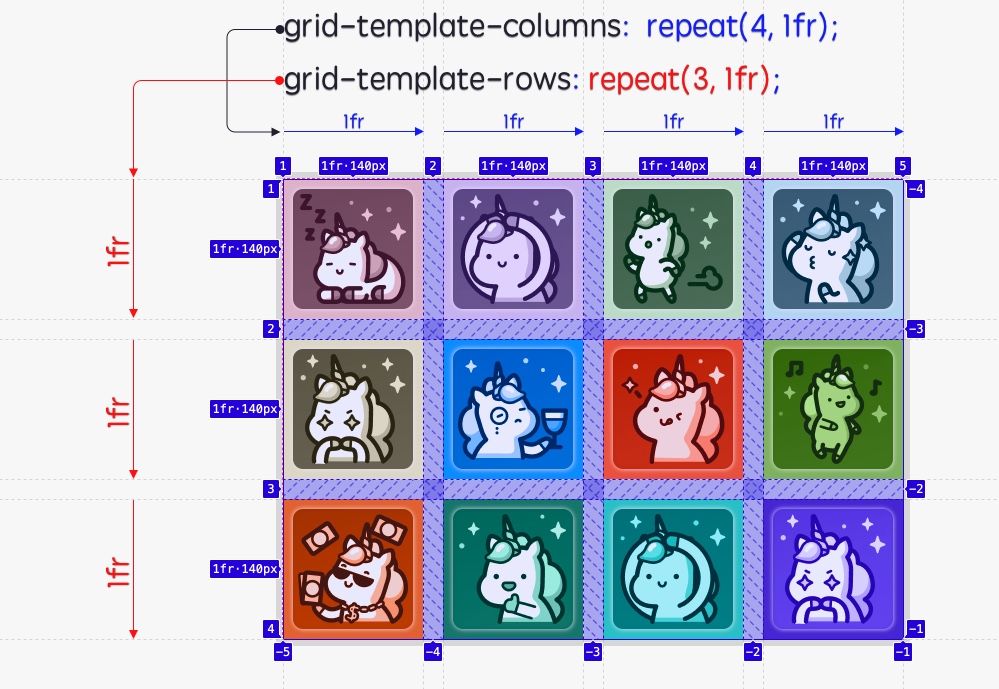 grid-template-columns: repeat(4, 1fr);
grid-template-rows: repeat(3, 1fr);
1fr 1fr 1fr 1fr
1 1fr·140px 2 1fr·140px 3 1fr·140px 4 1fr·140px 5
1 -4
Z
Z
Z
1fr 1fr·140px
2 -3
1fr 1fr·140px
3 -2
1fr 1fr·140px
$
4 -1
-5 -4 -3 -2 -1